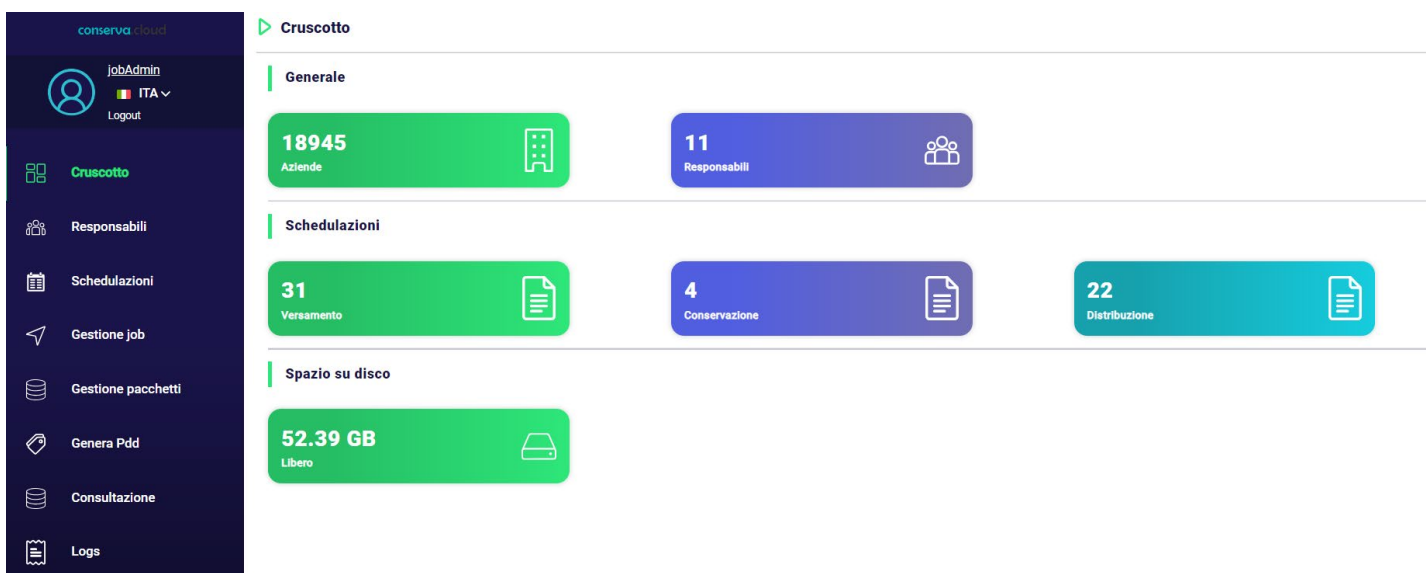 conserva.cloud
jobAdmin
ITA
Logout
Cruscotto
Responsabili
Schedulazioni
Gestione job
Gestione pacchetti
Genera Pdd
Consultazione
Logs
Cruscotto
Generale
18945
Aziende
11
Responsabili
Schedulazioni
31
Versamento
4
Conservazione
22
Distribuzione
Spazio su disco
52.39 GB
Libero